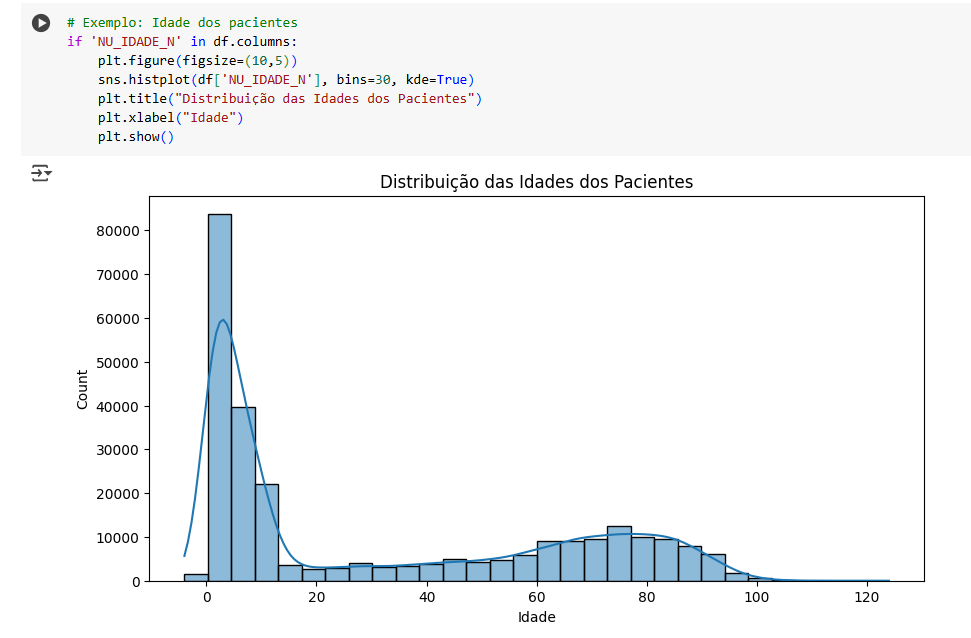 # Exemplo: Idade dos pacientes
if 'NU_IDADE_N' in df.columns:
    plt.figure(figsize=(10,5))
    sns.histplot(df['NU_IDADE_N'], bins=30, kde=True)
    plt.title("Distribuição das Idades dos Pacientes")
    plt.xlabel("Idade")
    plt.show()
Distribuição das Idades dos Pacientes
80000
70000
60000
50000
40000
30000
20000
10000
0
Count
0 20 40 60 80 100 120
Idade